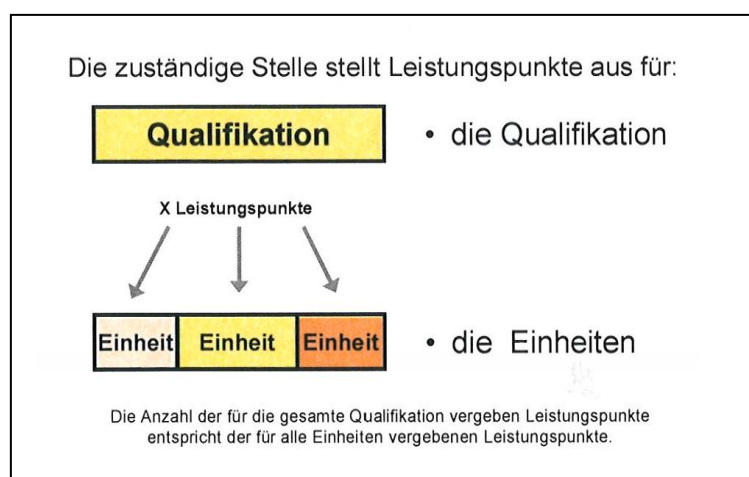 Die zuständige Stelle stellt Leistungspunkte aus für:
Qualifikation
• die Qualifikation
X Leistungspunkte
Einheit Einheit Einheit
• die Einheiten
Die Anzahl der für die gesamte Qualifikation vergeben Leistungspunkte
entspricht der für alle Einheiten vergebenen Leistungspunkte.